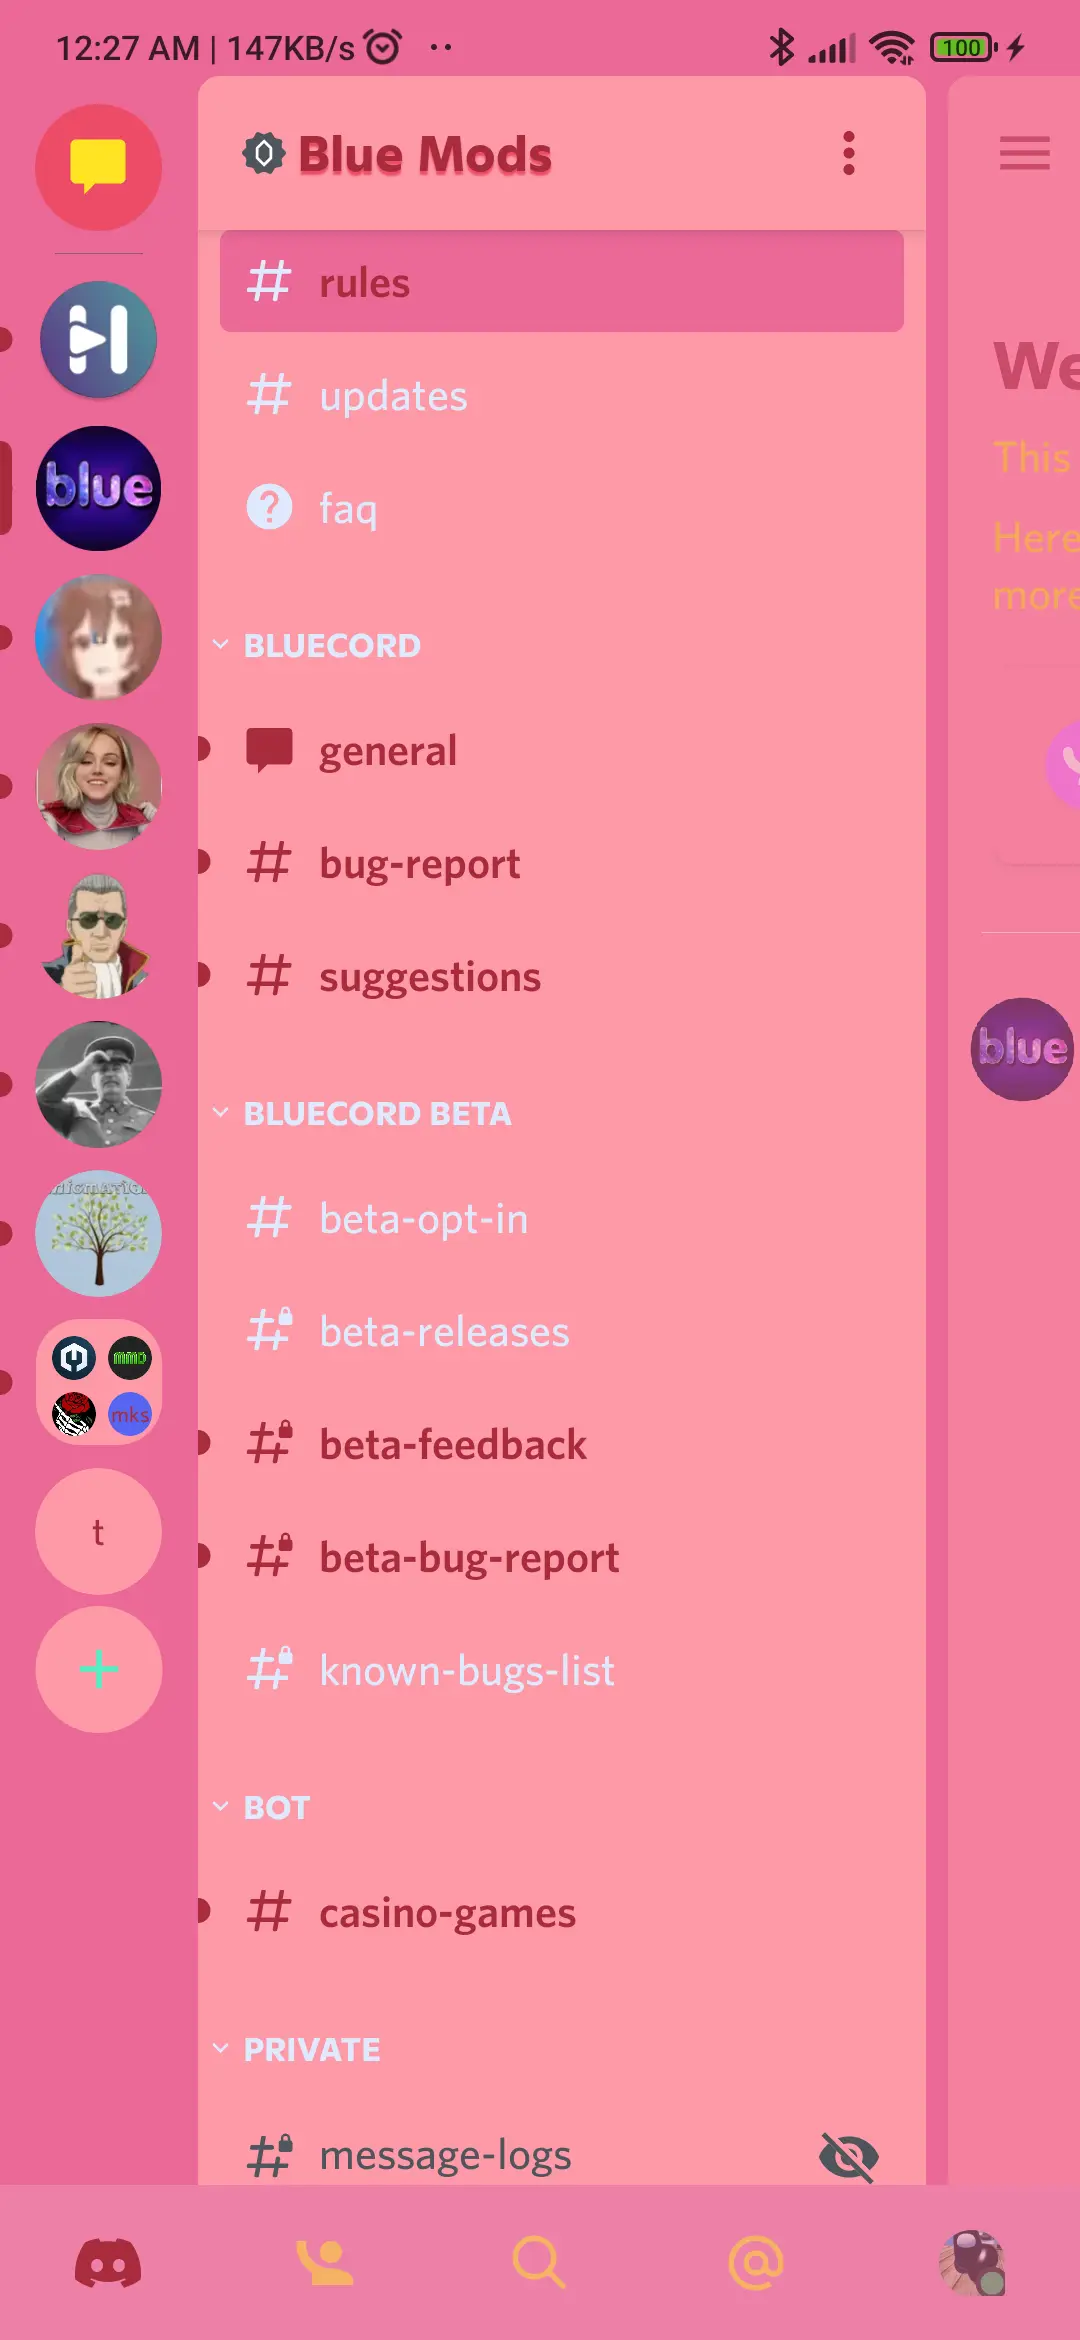 12:27 AM | 147KB/s
100
Blue Mods
rules
updates
blue
faq
BLUECORD
general
bug-report
suggestions
BLUECORD BETA
beta-opt-in
beta-releases
mmd
mks
beta-feedback
t
beta-bug-report
known-bugs-list
BOT
casino-games
PRIVATE
message-logs
We
This
Here
more
blue